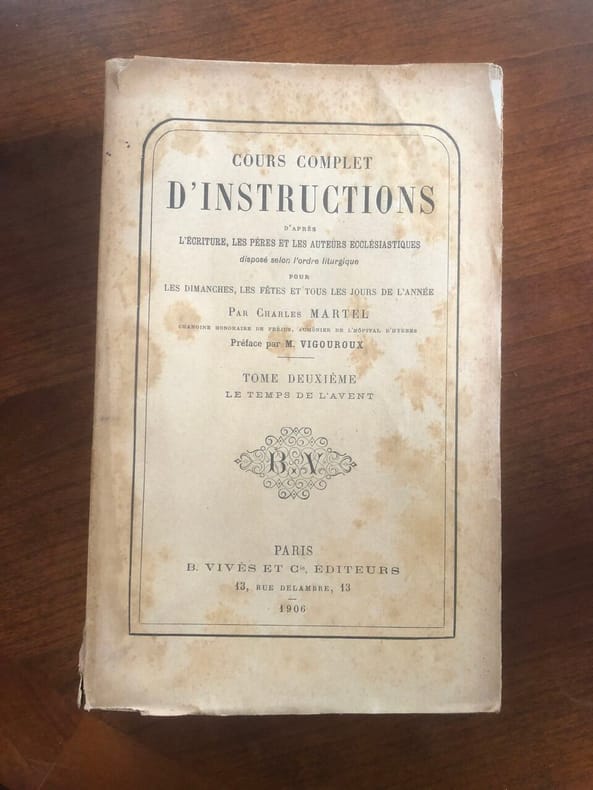 COURS COMPLET
D'INSTRUCTIONS
D'APRÈS
L'ÉCRITURE, LES PÈRES ET LES AUTEURS ECCLÉSIASTIQUES
disposé selon l'ordre liturgique
POUR
LES DIMANCHES, LES FÊTES ET TOUS LES JOURS DE L'ANNÉE
PAR CHARLES MARTEL
CHANOINE HONORAIRE DE FRÉJUS, AUMÔNIER DE L'HÔPITAL D'HYÈRES
Préface par M. VIGOUROUX
TOME DEUXIÈME
LE TEMPS DE L'AVENT
B V
PARIS
B. VIVÈS ET Cie, ÉDITEURS
13, RUE DELAMBRE, 13
1906